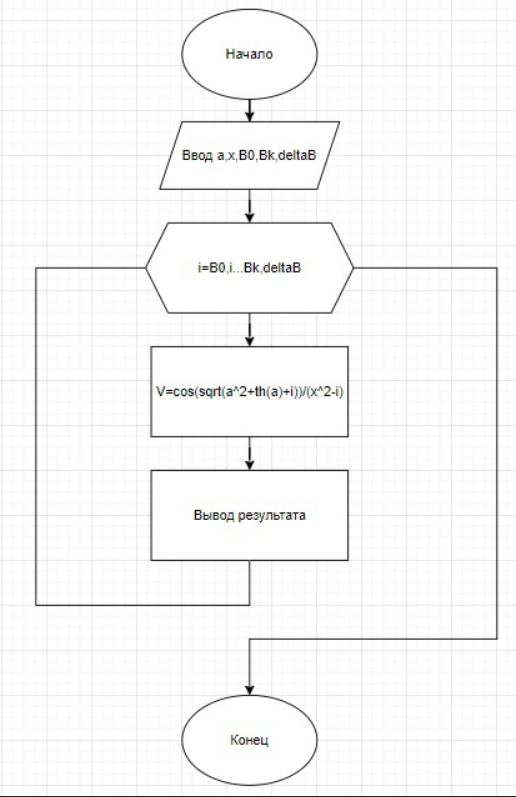 Начало
Ввод a,x,B0,Bk,deltaB
i=B0,i...Bk,deltaB
V=cos(sqrt(a^2+th(a)+i))/(x^2-i)
Вывод результата
Конец